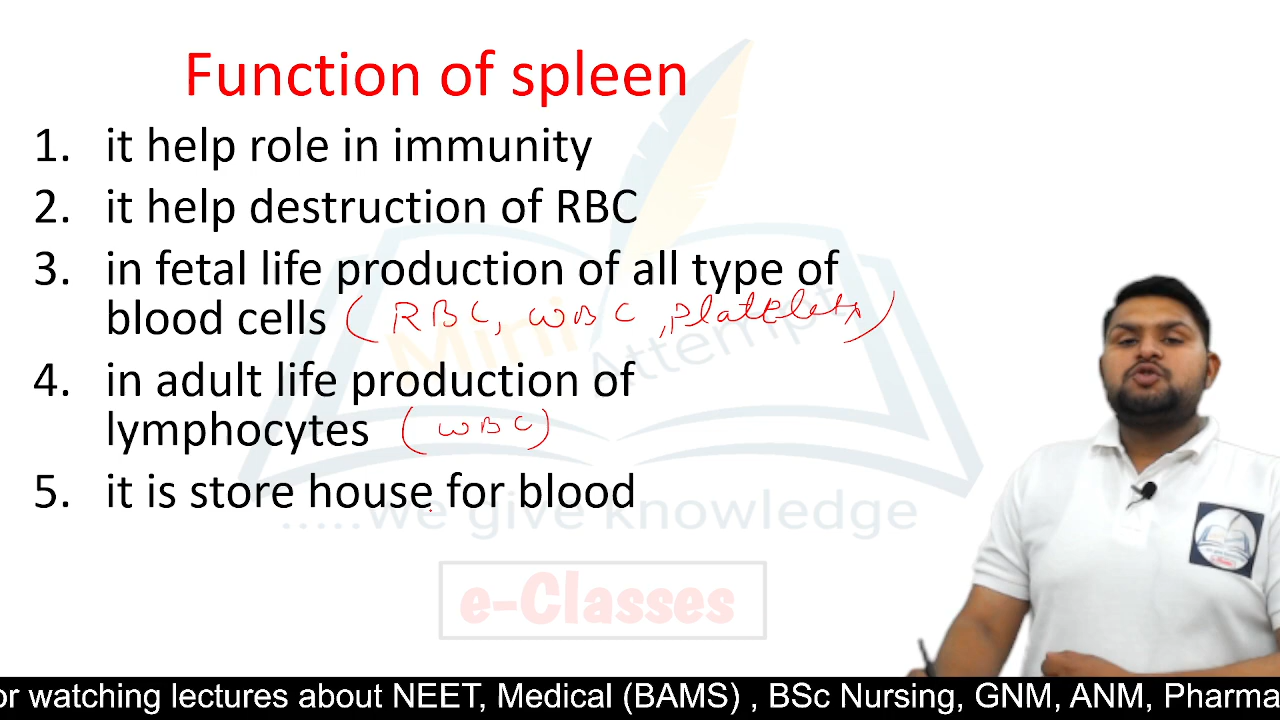 Function of spleen
1. it help role in immunity
2. it help destruction of RBC
3. in fetal life production of all type of
blood cells (RBC, WBC, Platelets)
4. in adult life production of
lymphocytes (WBC)
5. it is store house for blood
Mini Attempt
.....we give knowledge
e-Classes
or watching lectures about NEET, Medical (BAMS) , BSc Nursing, GNM, ANM, Pharma